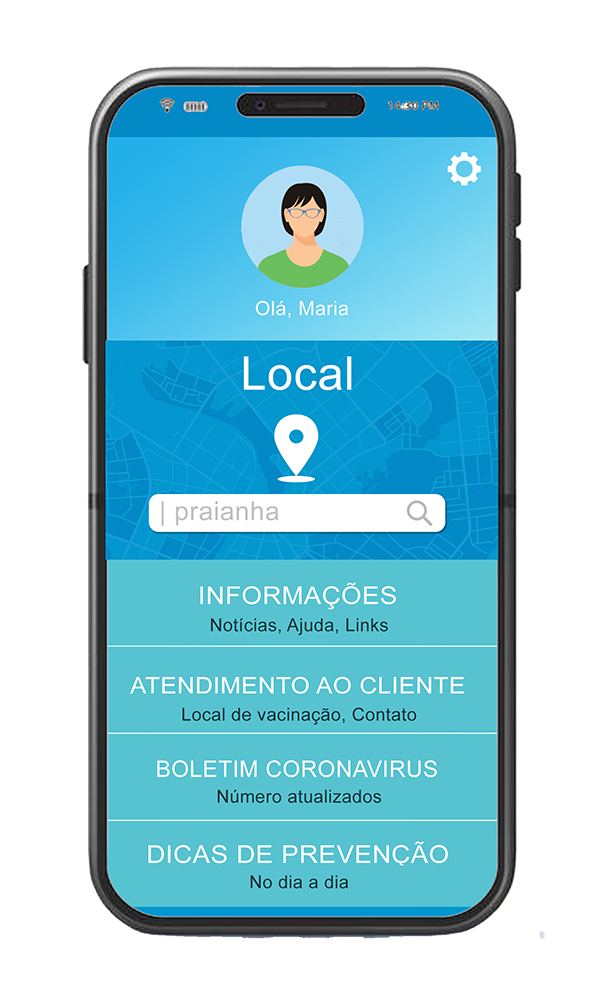 14:30 PM
Olá, Maria
Local
| praianha
INFORMAÇÕES
Notícias, Ajuda, Links
ATENDIMENTO AO CLIENTE
Local de vacinação, Contato
BOLETIM CORONAVIRUS
Número atualizados
DICAS DE PREVENÇÃO
No dia a dia